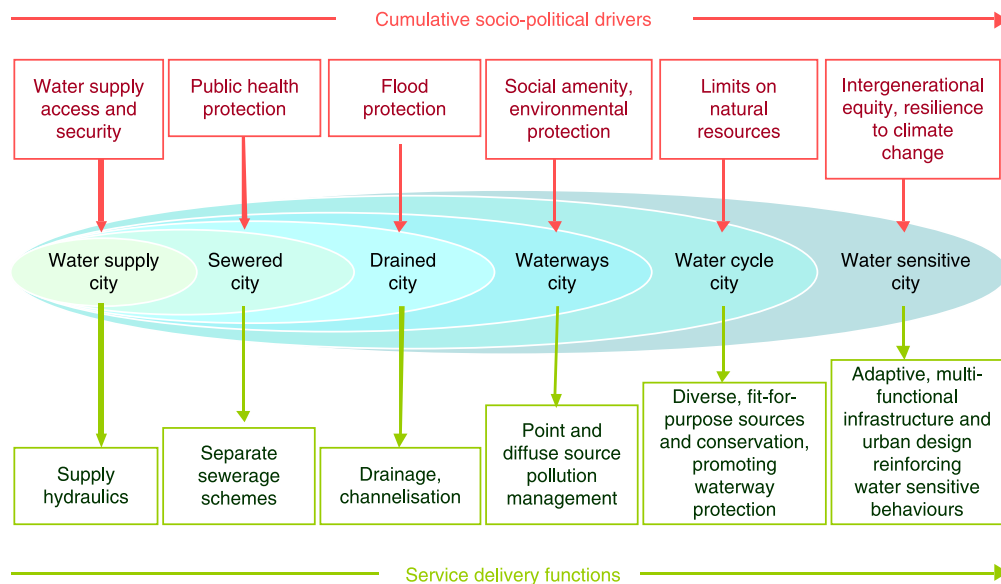 Cumulative socio-political drivers
Water supply
access and
security
Public health
protection
Flood
protection
Social amenity,
environmental
protection
Limits on
natural
resources
Intergenerational
equity, resilience
to climate
change
Water supply
city
Sewered
city
Drained
city
Waterways
city
Water cycle
city
Water sensitive
city
Supply
hydraulics
Separate
sewerage
schemes
Drainage,
channelisation
Point and
diffuse source
pollution
management
Diverse, fit-for-
purpose sources
and conservation,
promoting
waterway
protection
Adaptive, multi-
functional
infrastructure and
urban design
reinforcing
water sensitive
behaviours
Service delivery functions